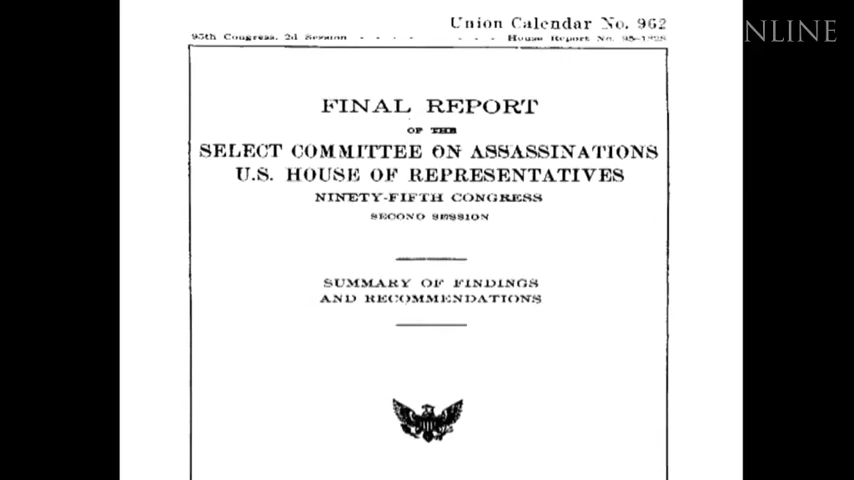 Union Calendar No. 962
NLINE
95th Congress, 2d Session - - - - - - - House Report No. 95-1828
FINAL REPORT
OF THE
SELECT COMMITTEE ON ASSASSINATIONS
U.S. HOUSE OF REPRESENTATIVES
NINETY-FIFTH CONGRESS
SECOND SESSION
SUMMARY OF FINDINGS
AND RECOMMENDATIONS